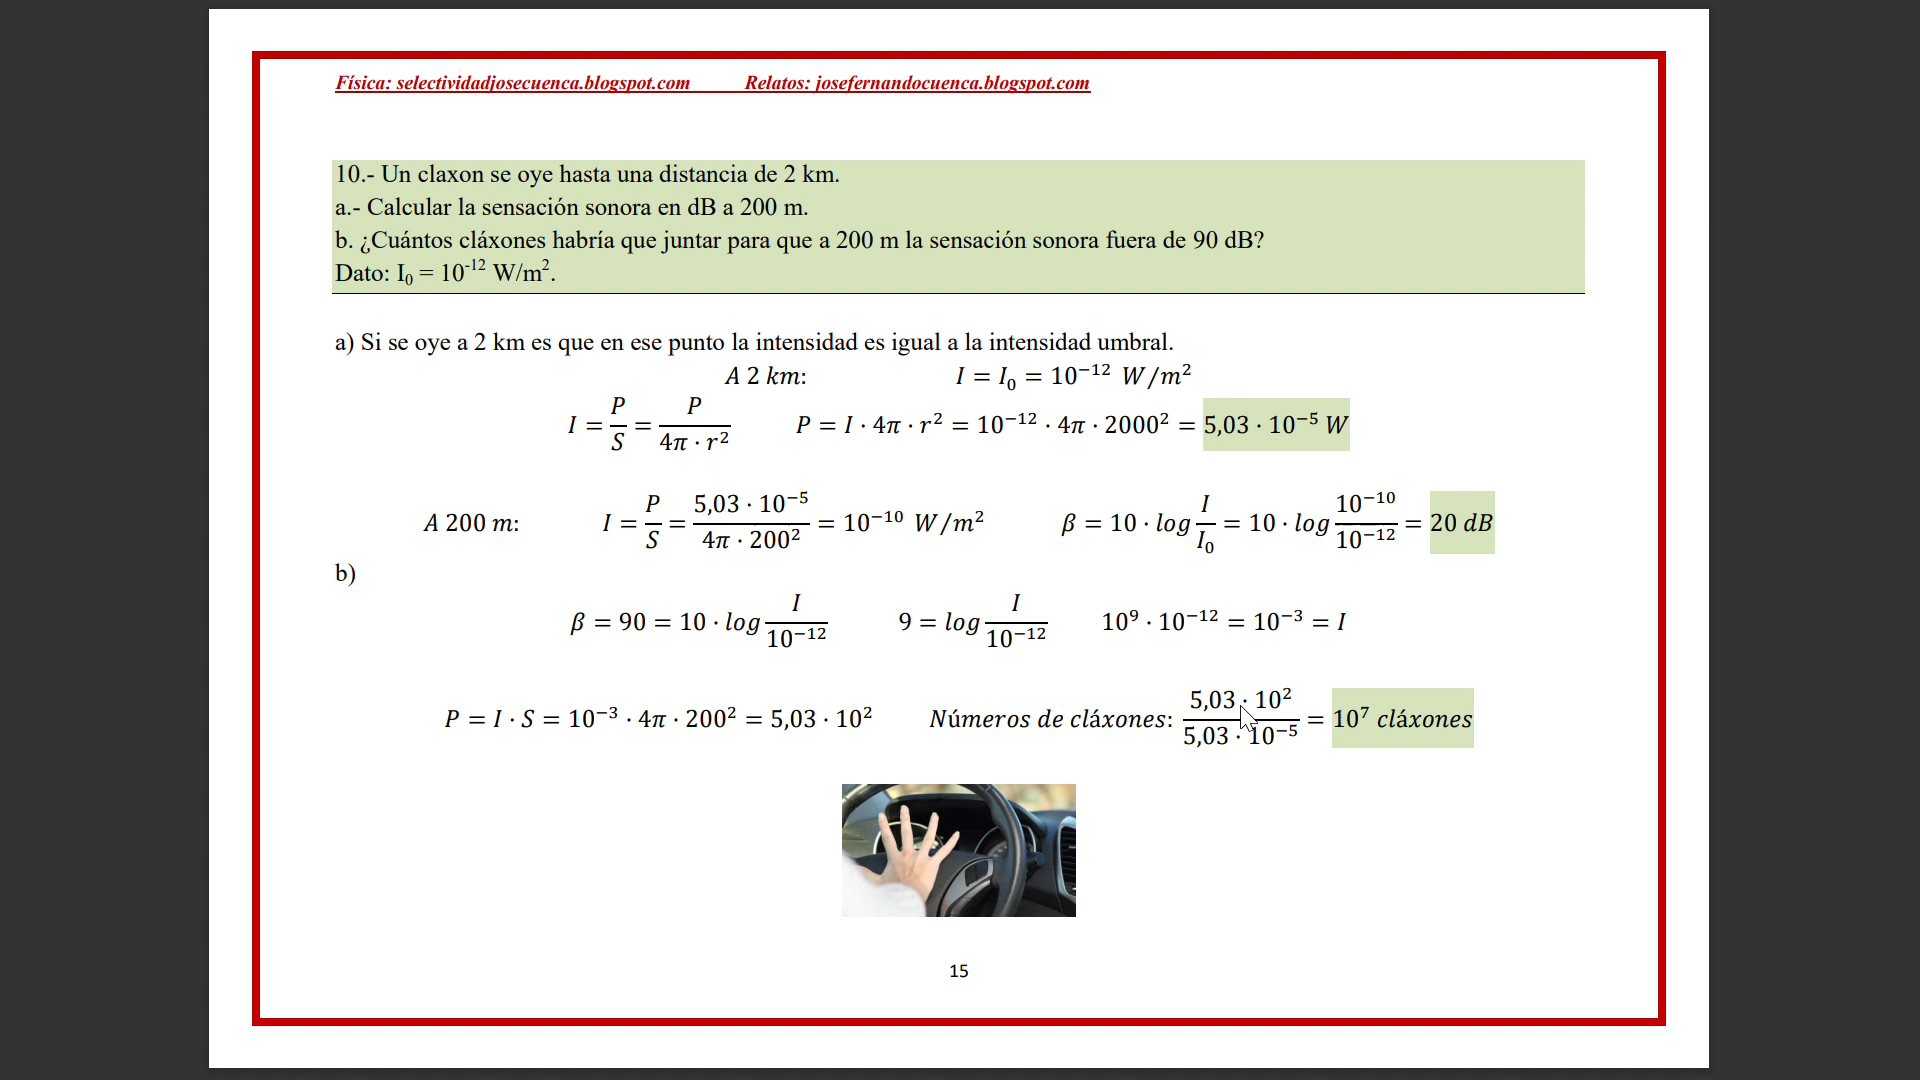 Física: selectividadjosecuenca.blogspot.com Relatos: josefernandocuenca.blogspot.com
10.- Un claxon se oye hasta una distancia de 2 km.
a.- Calcular la sensación sonora en dB a 200 m.
b. ¿Cuántos cláxones habría que juntar para que a 200 m la sensación sonora fuera de 90 dB?
Dato: I₀ = 10⁻¹² W/m².
a) Si se oye a 2 km es que en ese punto la intensidad es igual a la intensidad umbral.
A 2 km: I = I₀ = 10⁻¹² W/m²
I = P/S = P/(4π · r²) P = I · 4π · r² = 10⁻¹² · 4π · 2000² = 5,03 · 10⁻⁵ W
A 200 m: I = P/S = (5,03 · 10⁻⁵)/(4π · 200²) = 10⁻¹⁰ W/m² β = 10 · log I/I₀ = 10 · log 10⁻¹⁰/10⁻¹² = 20 dB
b)
β = 90 = 10 · log I/10⁻¹² 9 = log I/10⁻¹² 10⁹ · 10⁻¹² = 10⁻³ = I
P = I · S = 10⁻³ · 4π · 200² = 5,03 · 10² Números de cláxones: (5,03 · 10²)/(5,03 · 10⁻⁵) = 10⁷ cláxones
15